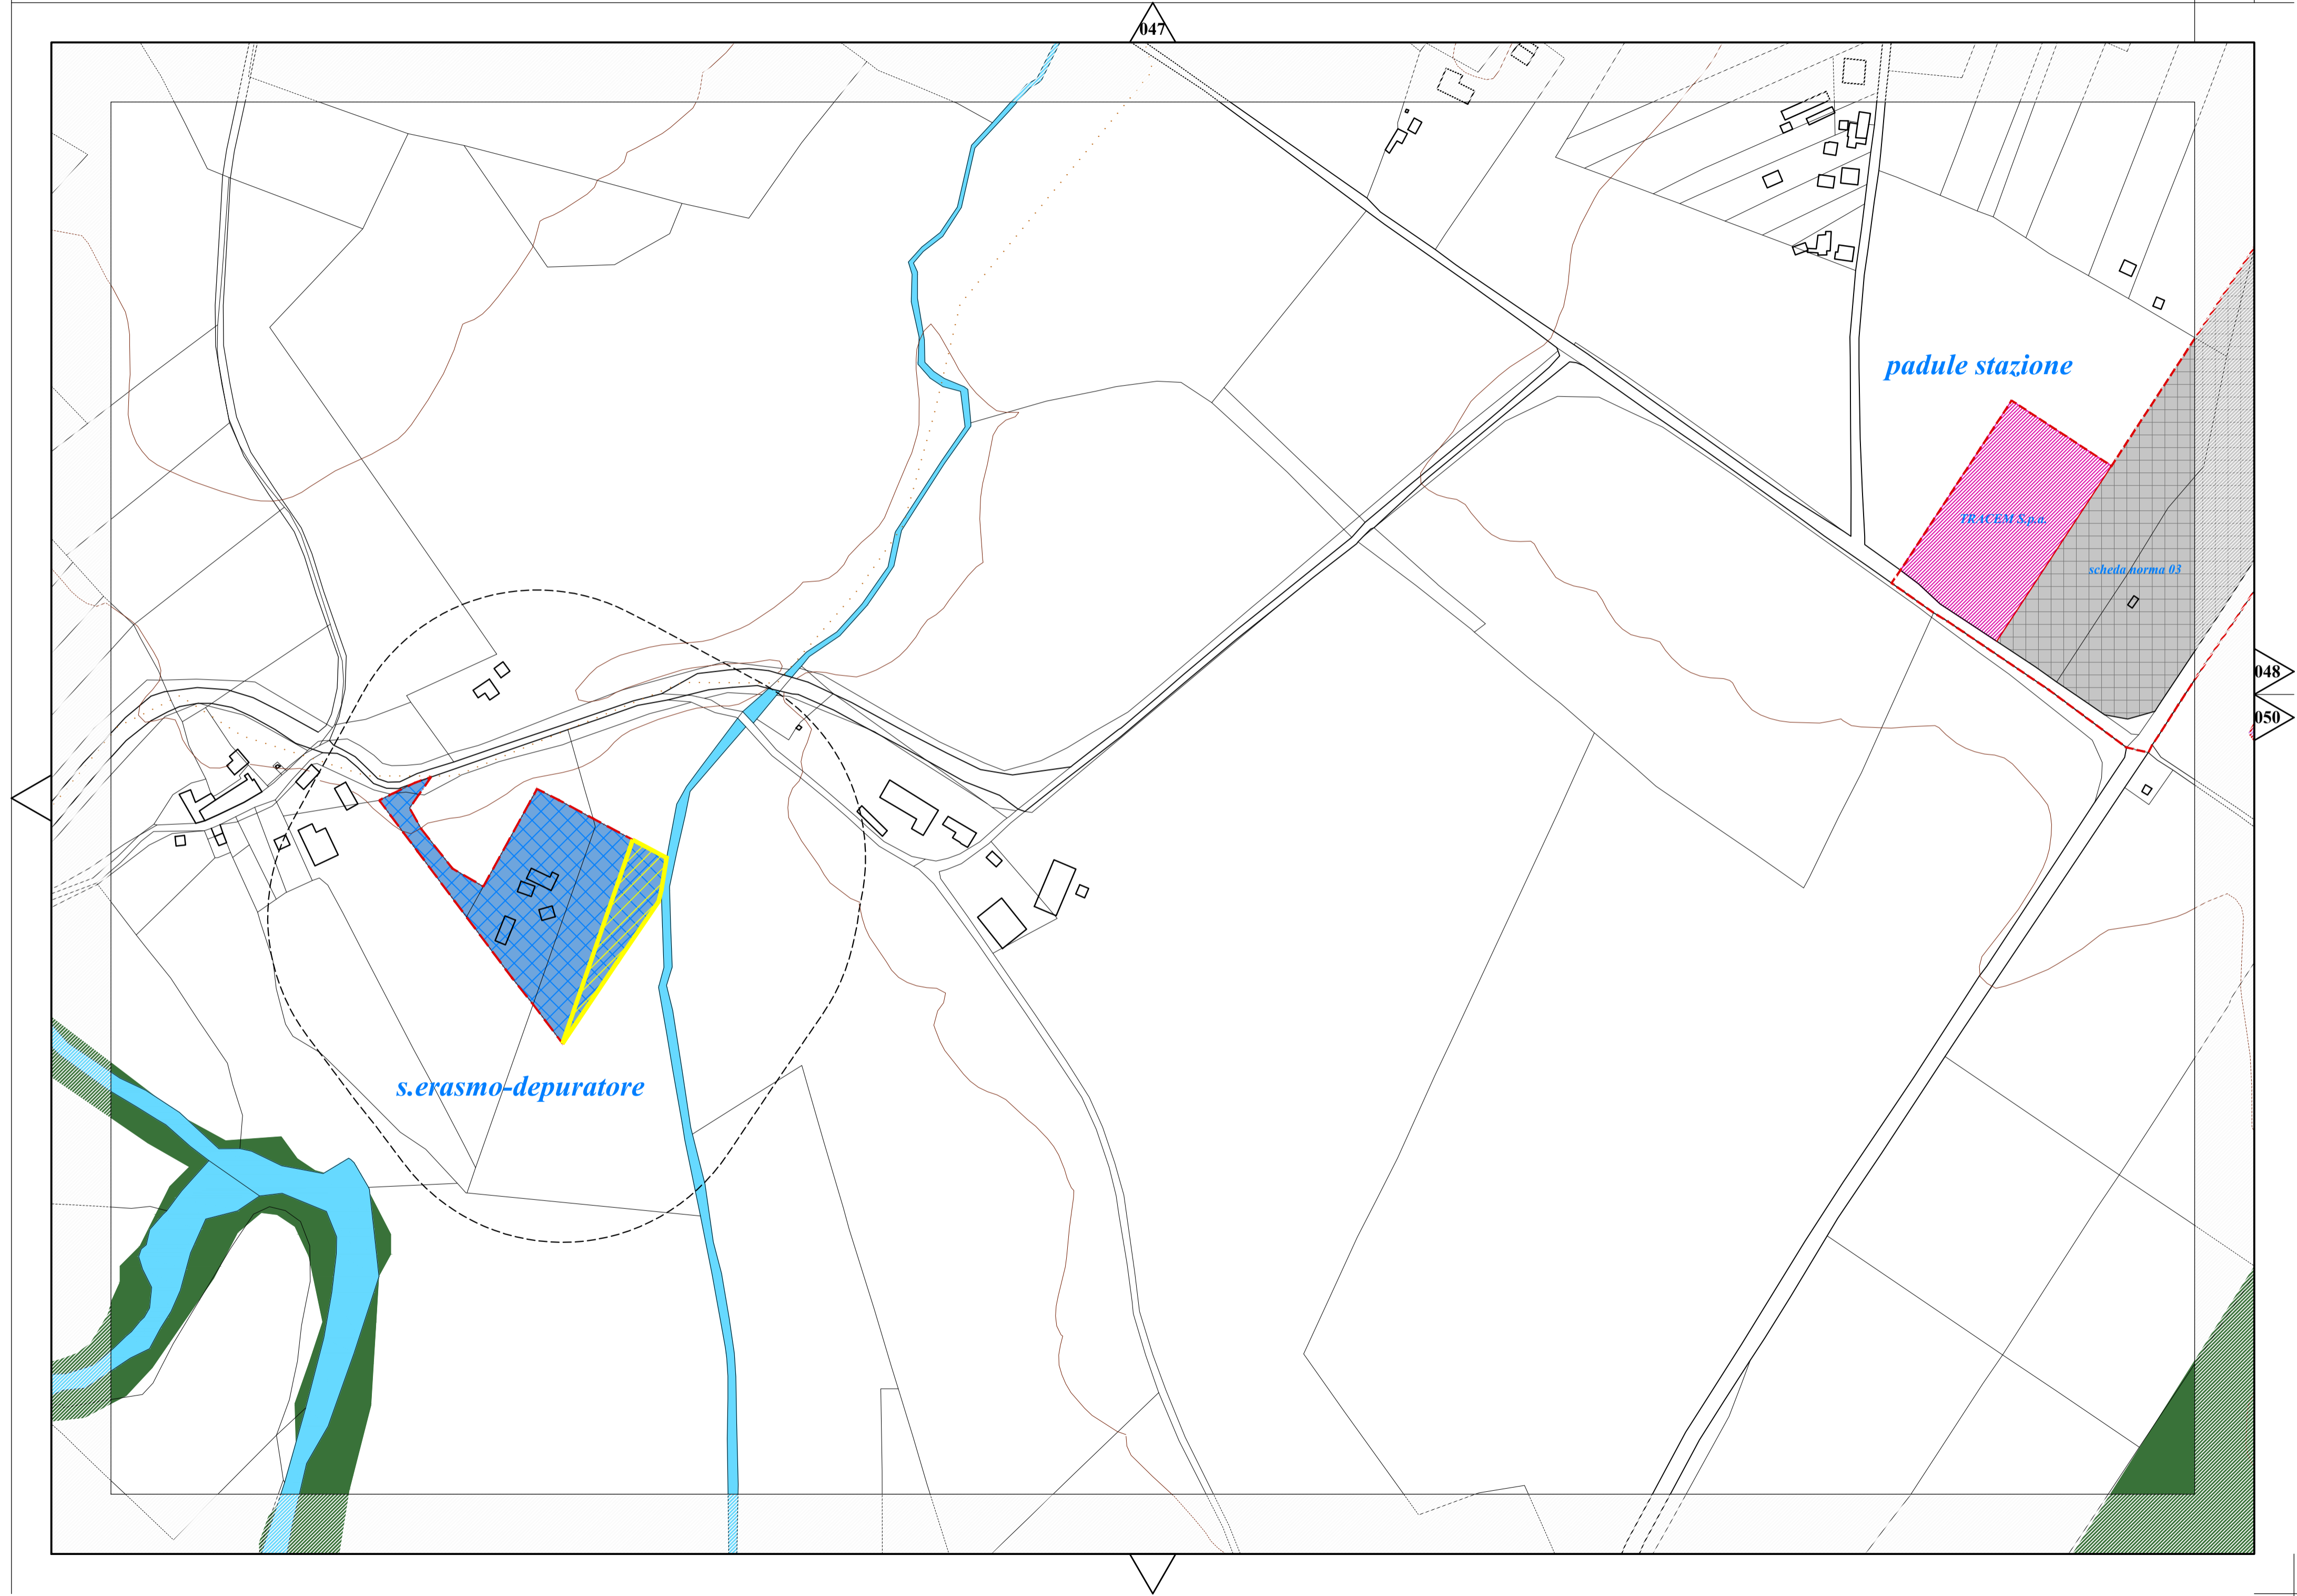 047
padule stazione
TRACEM S.p.a.
scheda norma 03
048
050
s.erasmo-depuratore